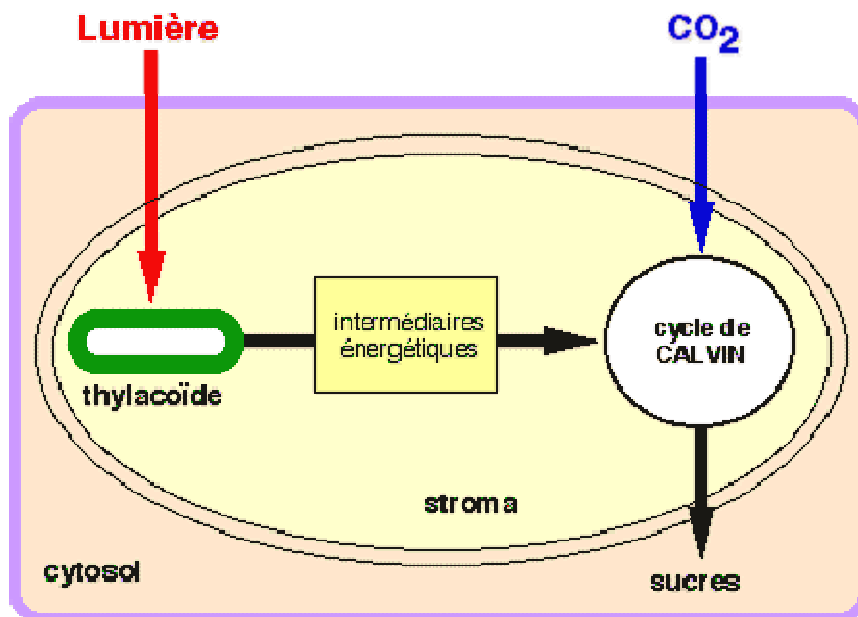 Lumière
CO2
intermédiaires
énergétiques
cycle de
CALVIN
thylacoïde
stroma
cytosol
sucres